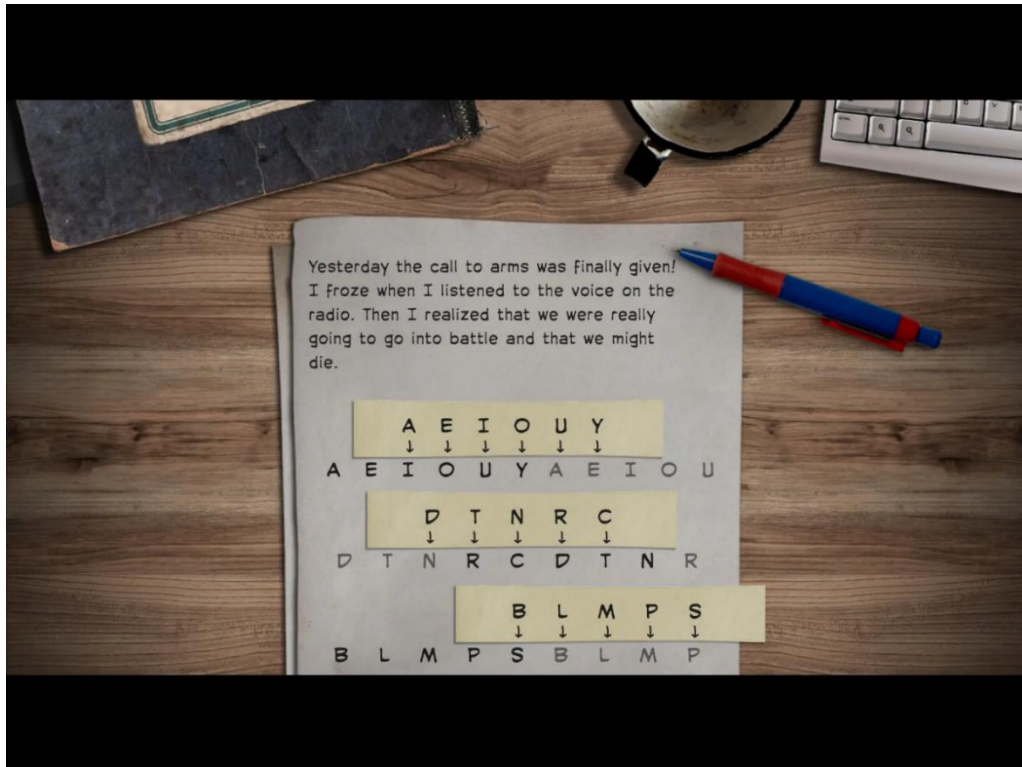 Yesterday the call to arms was finally given!
I froze when I listened to the voice on the
radio. Then I realized that we were really
going to go into battle and that we might
die.
A E I O U Y
↓ ↓ ↓ ↓ ↓ ↓
A E I O U Y A E I O U
D T N R C
↓ ↓ ↓ ↓ ↓
D T N R C D T N R
B L M P S
↓ ↓ ↓ ↓ ↓
B L M P S B L M P